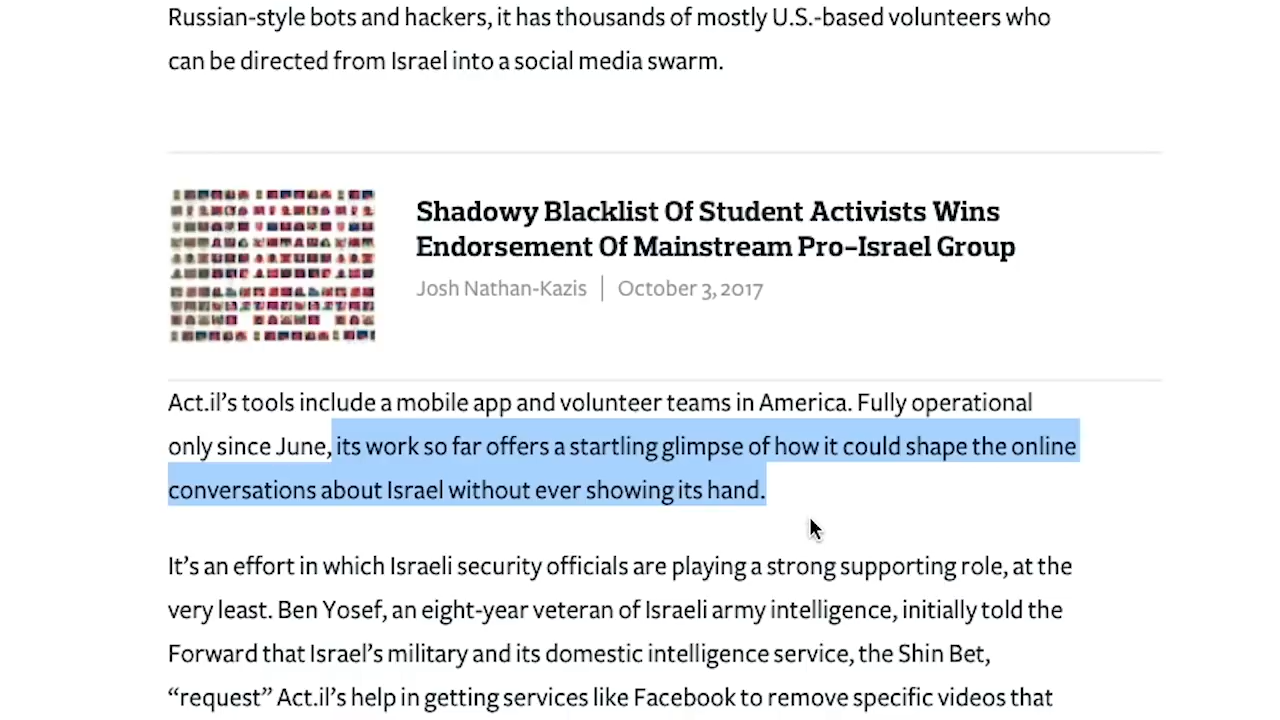 Russian-style bots and hackers, it has thousands of mostly U.S.-based volunteers who
can be directed from Israel into a social media swarm.
Shadowy Blacklist Of Student Activists Wins
Endorsement Of Mainstream Pro-Israel Group
Josh Nathan-Kazis | October 3, 2017
Act.il’s tools include a mobile app and volunteer teams in America. Fully operational
only since June, its work so far offers a startling glimpse of how it could shape the online
conversations about Israel without ever showing its hand.
It’s an effort in which Israeli security officials are playing a strong supporting role, at the
very least. Ben Yosef, an eight-year veteran of Israeli army intelligence, initially told the
Forward that Israel’s military and its domestic intelligence service, the Shin Bet,
“request” Act.il’s help in getting services like Facebook to remove specific videos that